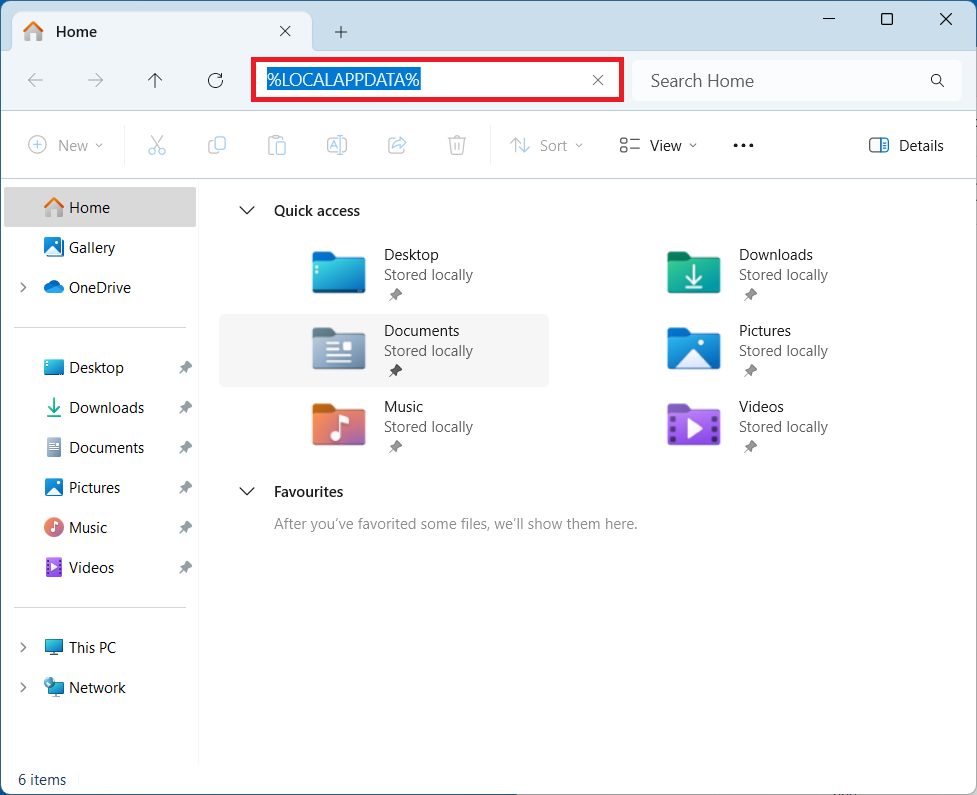 Home
%LOCALAPPDATA%
Search Home
New
Sort
View
Details
Home
Gallery
OneDrive
Desktop
Downloads
Documents
Pictures
Music
Videos
This PC
Network
Quick access
Desktop
Stored locally
Downloads
Stored locally
Documents
Stored locally
Pictures
Stored locally
Music
Stored locally
Videos
Stored locally
Favourites
After you've favorited some files, we'll show them here.
6 items